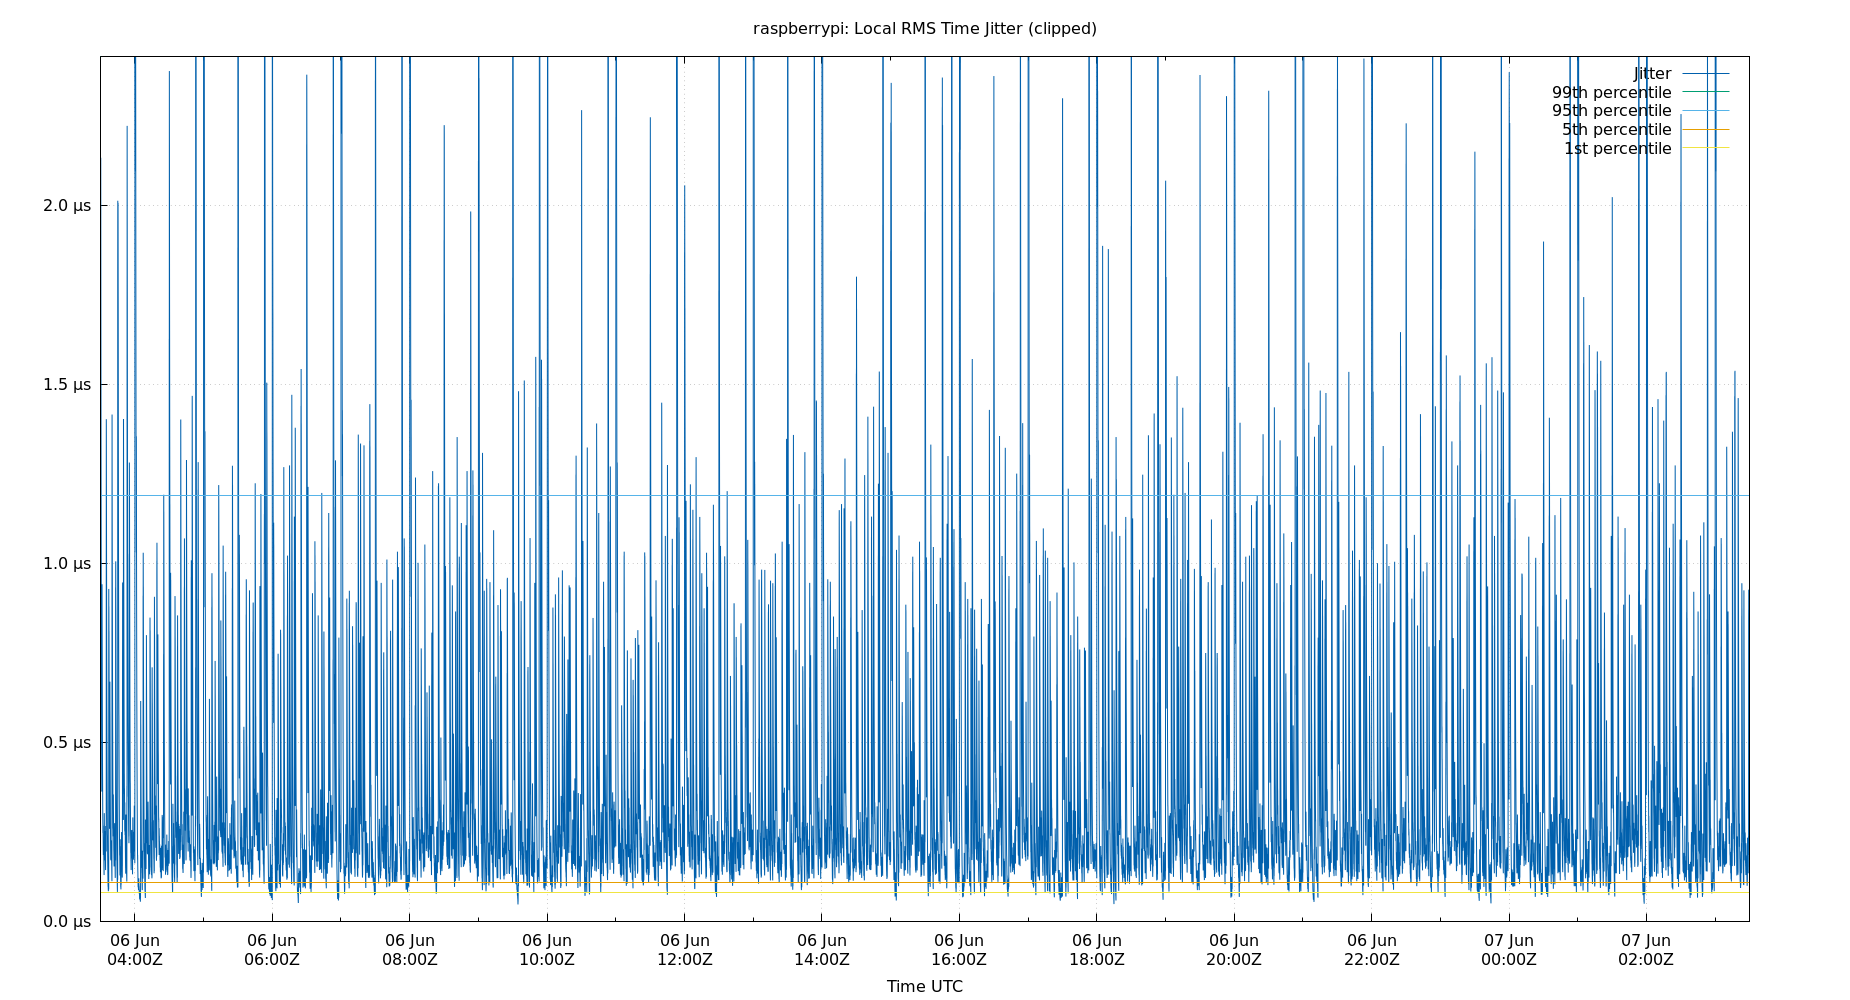 raspberrypi: Local RMS Time Jitter (clipped)
Jitter
99th percentile
95th percentile
5th percentile
1st percentile
2.0 µs
1.5 µs
1.0 µs
0.5 µs
0.0 µs
06 Jun 06 Jun 06 Jun 06 Jun 06 Jun 06 Jun 06 Jun 06 Jun 06 Jun 06 Jun 07 Jun 07 Jun
04:00Z 06:00Z 08:00Z 10:00Z 12:00Z 14:00Z 16:00Z 18:00Z 20:00Z 22:00Z 00:00Z 02:00Z
Time UTC